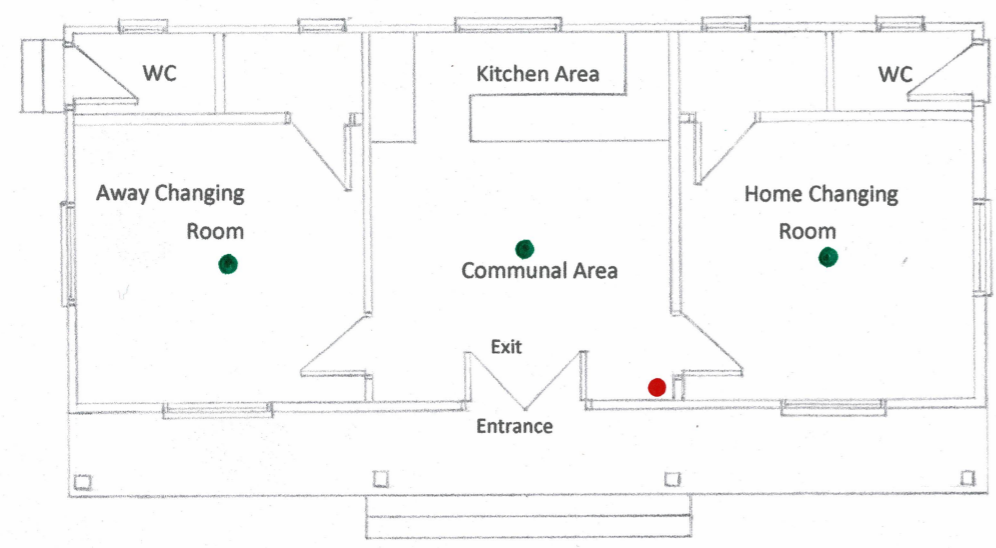 WC
Kitchen Area
WC
Away Changing
Room
Home Changing
Room
Communal Area
Exit
Entrance